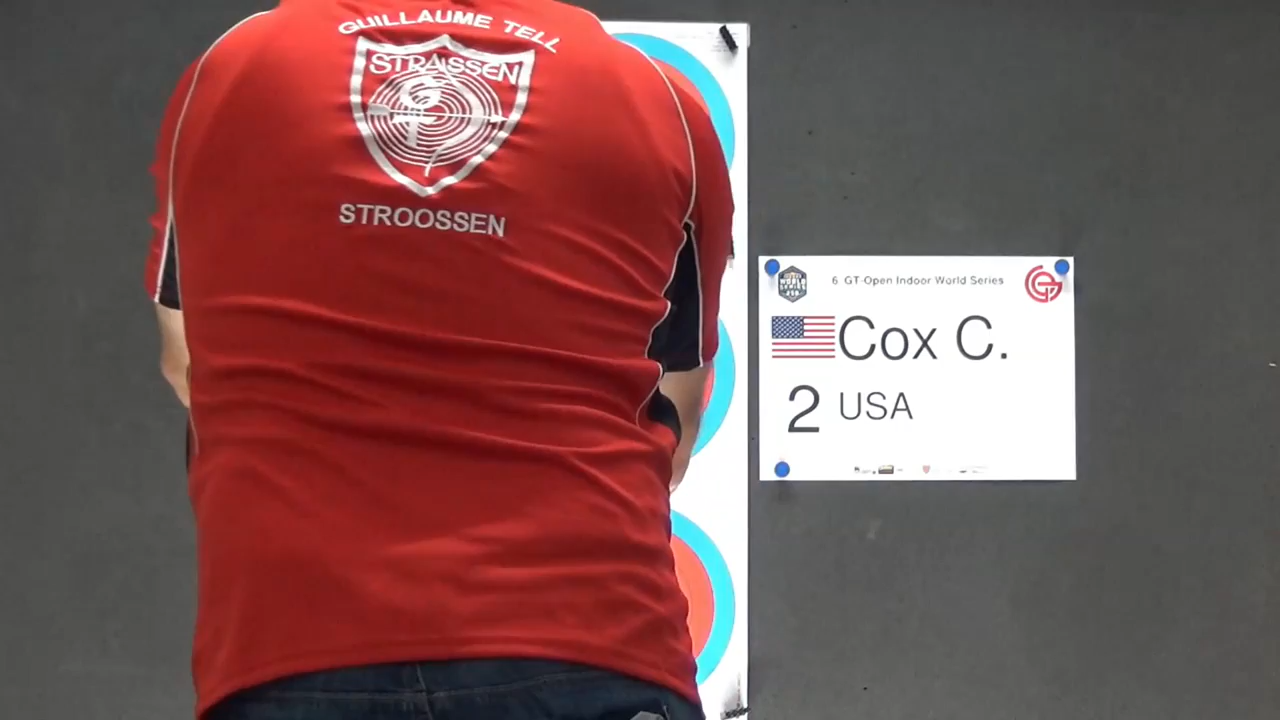 GUILLAUME TELL
STRASSEN
STROOSSEN
6 GT-Open Indoor World Series
Cox C.
2 USA